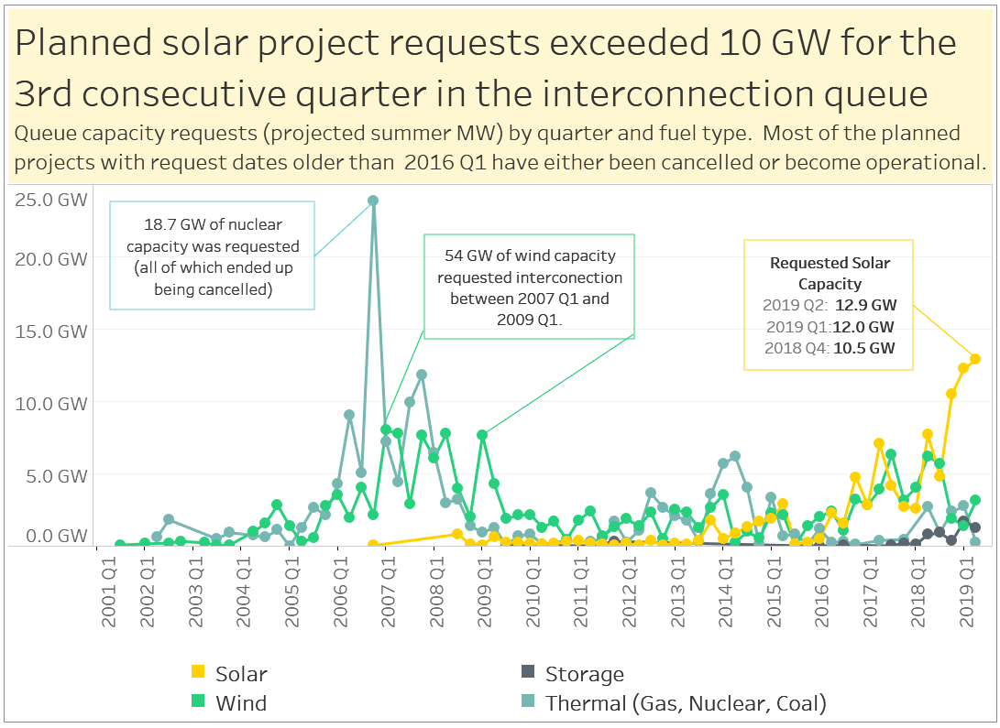 Planned solar project requests exceeded 10 GW for the
3rd consecutive quarter in the interconnection queue
Queue capacity requests (projected summer MW) by quarter and fuel type.  Most of the planned
projects with request dates older than  2016 Q1 have either been cancelled or become operational.
25.0 GW
20.0 GW
15.0 GW
10.0 GW
5.0 GW
0.0 GW
18.7 GW of nuclear
capacity was requested
(all of which ended up
being cancelled)
54 GW of wind capacity
requested interconection
between 2007 Q1 and
2009 Q1.
Requested Solar
Capacity
2019 Q2: 12.9 GW
2019 Q1:12.0 GW
2018 Q4: 10.5 GW
2001 Q1
2002 Q1
2003 Q1
2004 Q1
2005 Q1
2006 Q1
2007 Q1
2008 Q1
2009 Q1
2010 Q1
2011 Q1
2012 Q1
2013 Q1
2014 Q1
2015 Q1
2016 Q1
2017 Q1
2018 Q1
2019 Q1
Solar
Storage
Wind
Thermal (Gas, Nuclear, Coal)